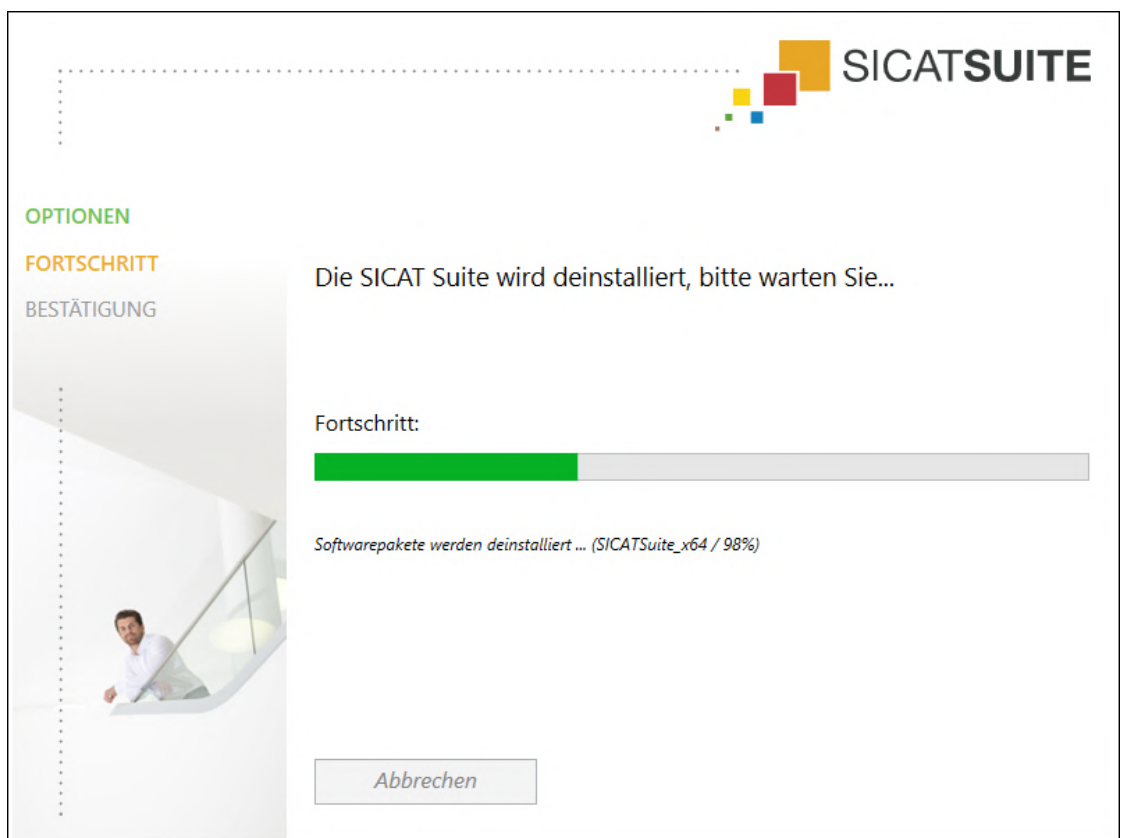 SICATSUITE
OPTIONEN
FORTSCHRITT
BESTÄTIGUNG
Die SICAT Suite wird deinstalliert, bitte warten Sie...
Fortschritt:
Softwarepakete werden deinstalliert ... (SICATSuite_x64 / 98%)
Abbrechen